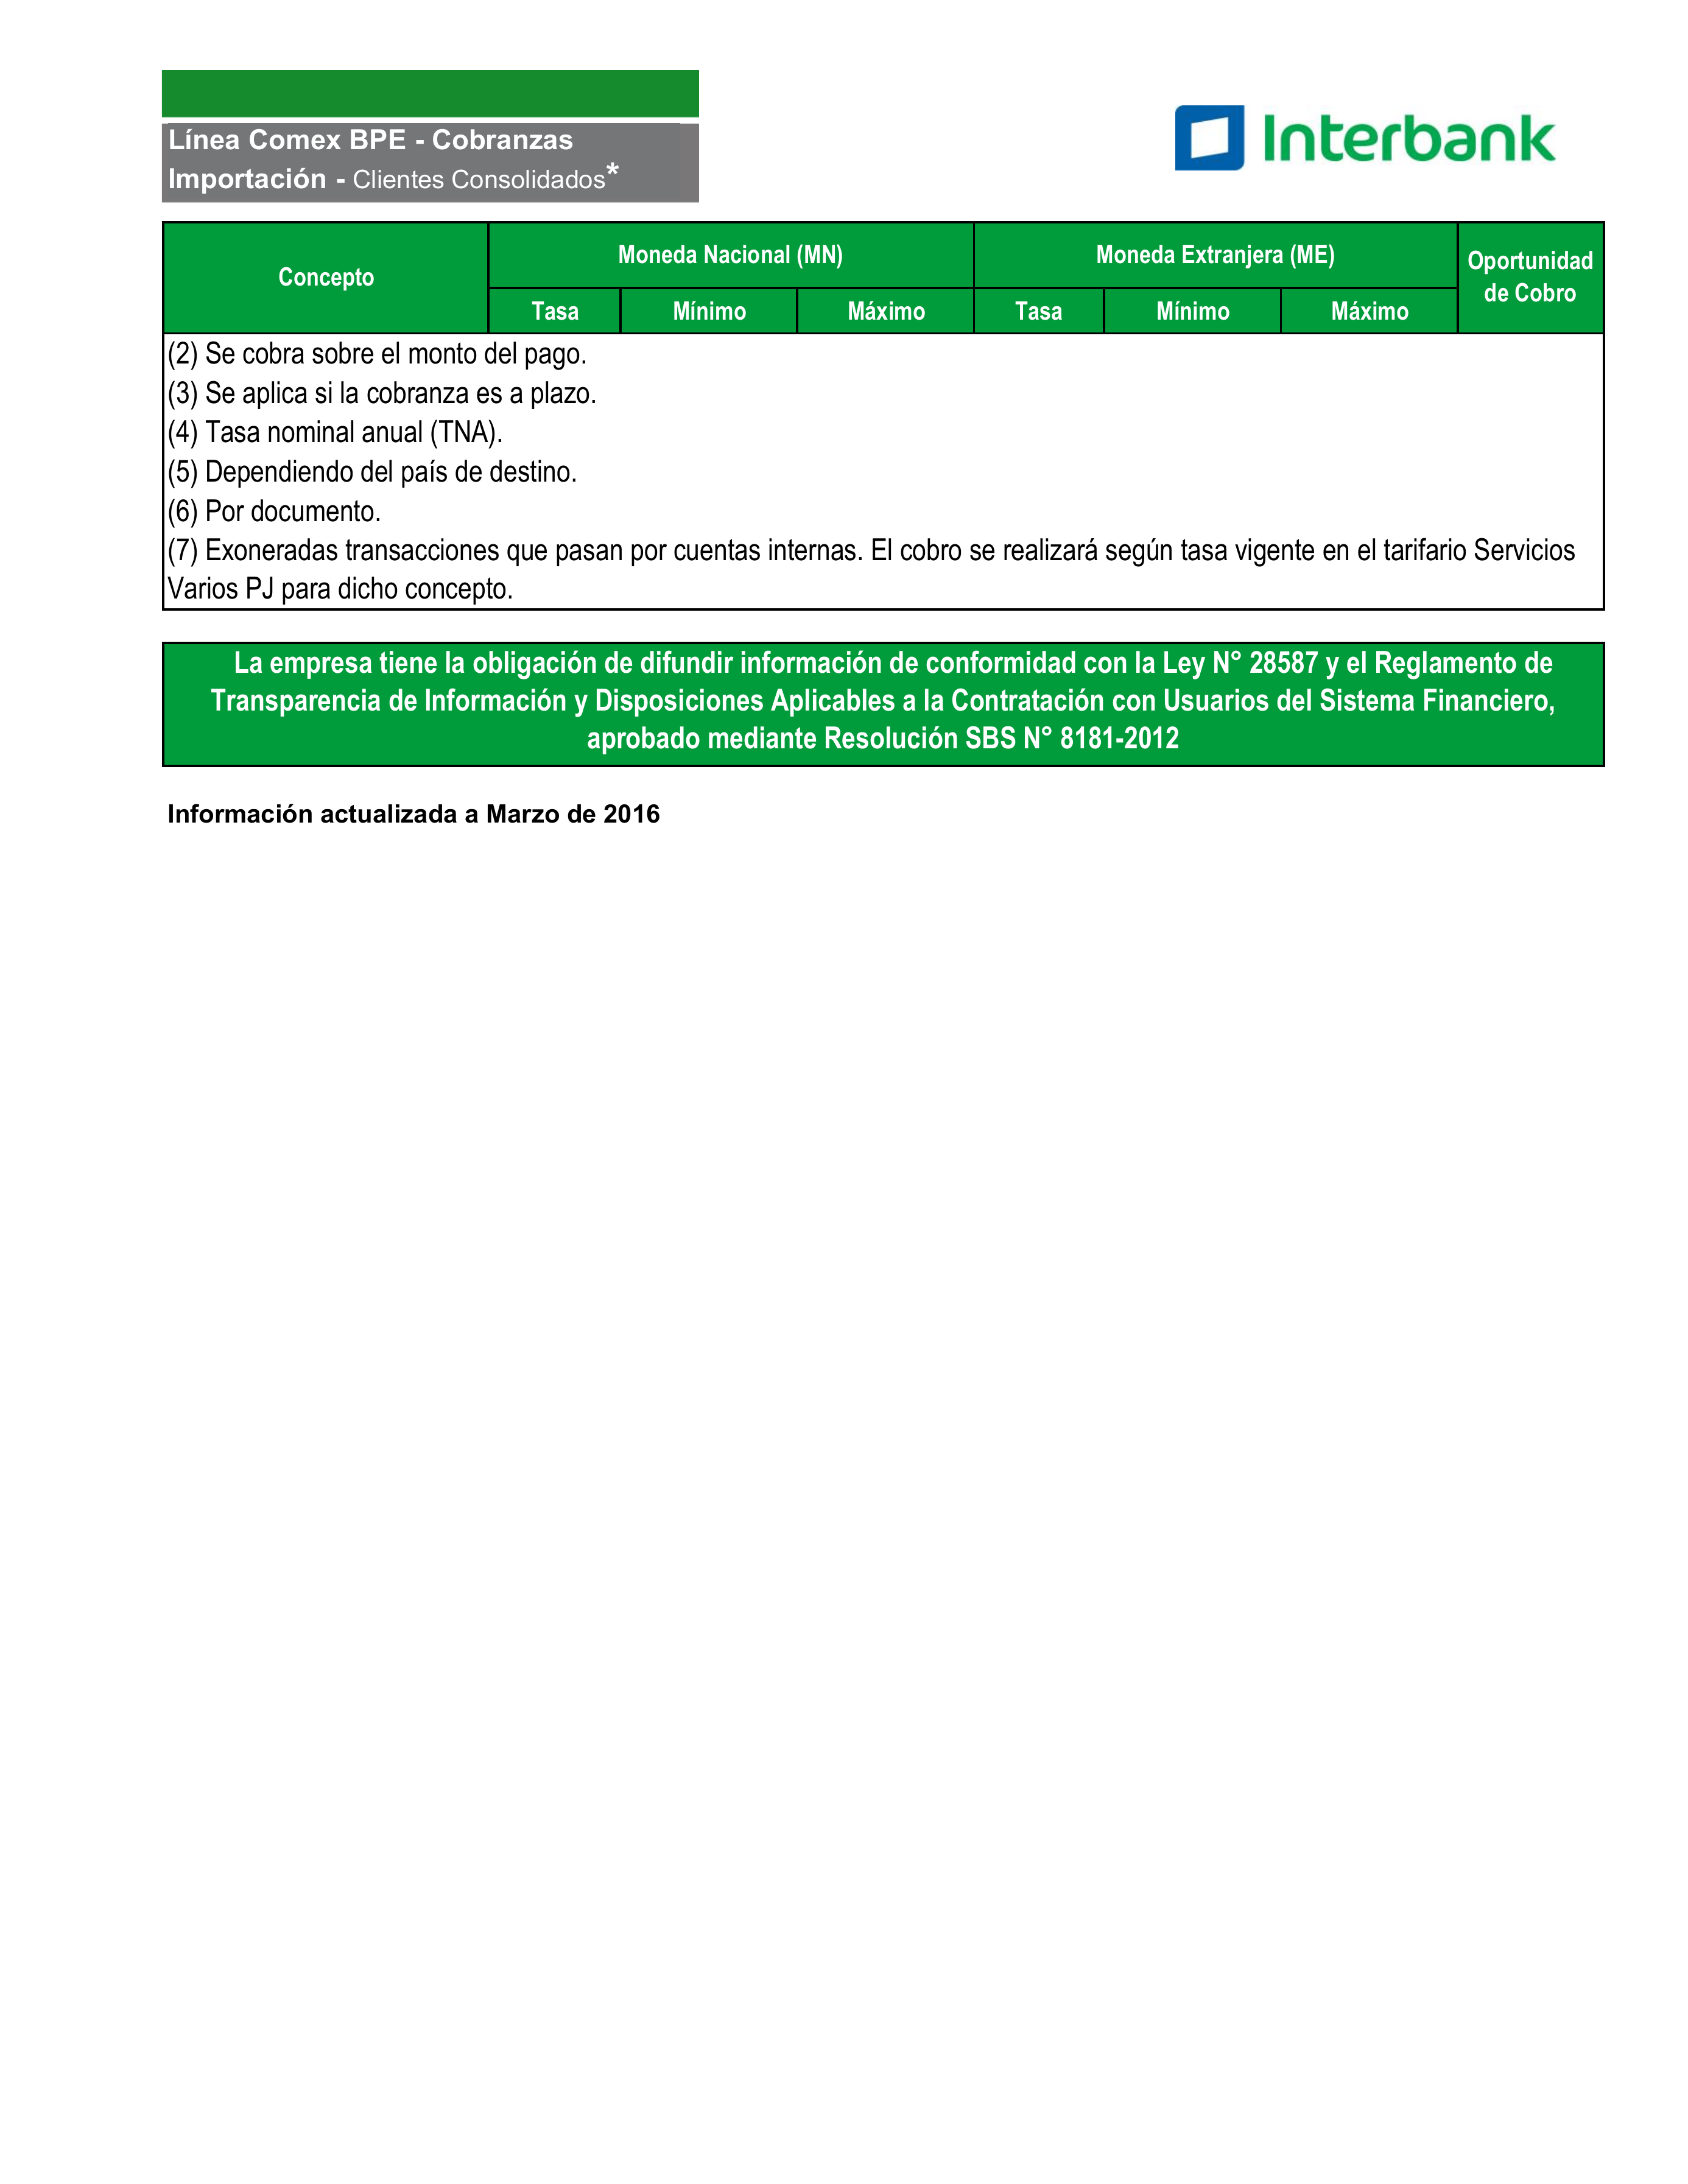 Línea Comex BPE - Cobranzas
Importación - Clientes Consolidados*
Interbank
Concepto
Moneda Nacional (MN)
Moneda Extranjera (ME)
Oportunidad
de Cobro
Tasa
Mínimo
Máximo
Tasa
Mínimo
Máximo
(2) Se cobra sobre el monto del pago.
(3) Se aplica si la cobranza es a plazo.
(4) Tasa nominal anual (TNA).
(5) Dependiendo del país de destino.
(6) Por documento.
(7) Exoneradas transacciones que pasan por cuentas internas. El cobro se realizará según tasa vigente en el tarifario Servicios
Varios PJ para dicho concepto.
La empresa tiene la obligación de difundir información de conformidad con la Ley N° 28587 y el Reglamento de
Transparencia de Información y Disposiciones Aplicables a la Contratación con Usuarios del Sistema Financiero,
aprobado mediante Resolución SBS N° 8181-2012
Información actualizada a Marzo de 2016